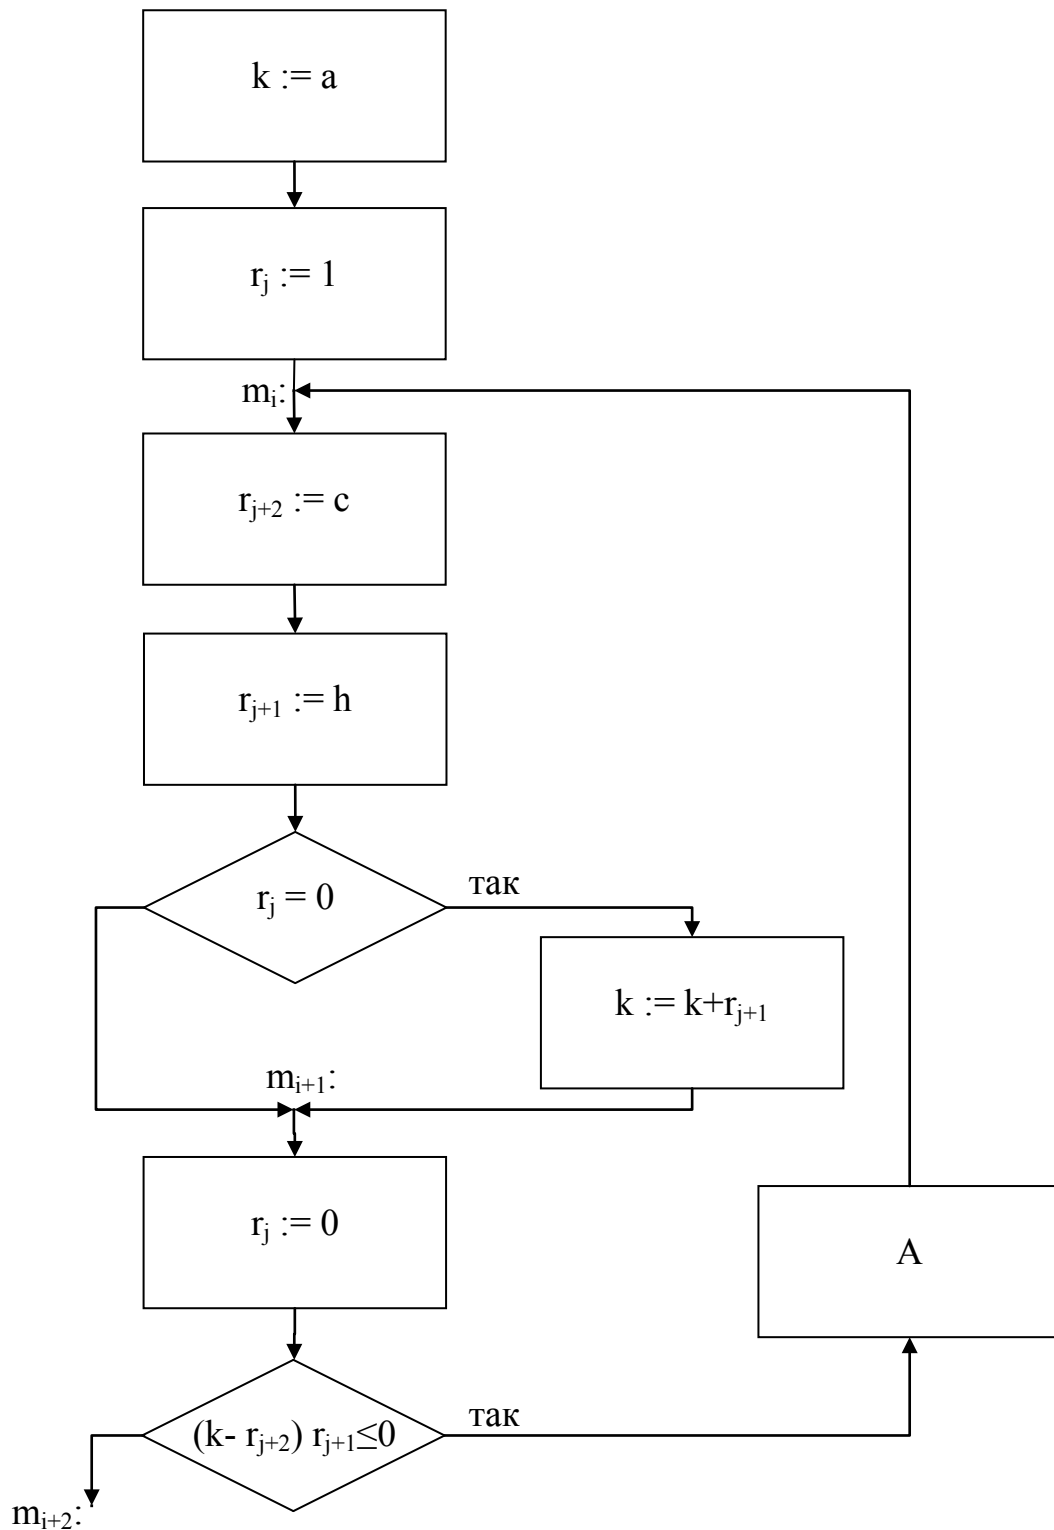 k := a
r_j := 1
m_i:
r_{j+2} := c
r_{j+1} := h
r_j = 0
так
k := k+r_{j+1}
m_{i+1}:
r_j := 0
A
так
(k- r_{j+2}) r_{j+1}≤0
m_{i+2}: